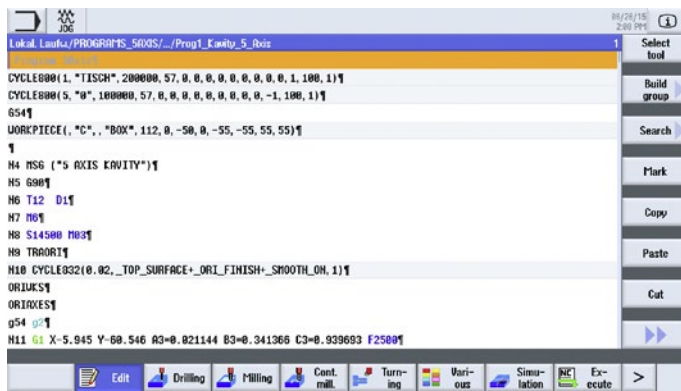 JOG
06/26/15
2:00 PM
Lokal. Laufw./PROGRAMS_5AXIS/.../Prog1_Kavity_5_Axis
1
CYCLE800(1,"TISCH",200000,57,0,0,0,0,0,0,0,0,0,1,100,1)¶
CYCLE800(5,"0",100000,57,0,0,0,0,0,0,0,0,0,-1,100,1)¶
G54¶
WORKPIECE(,"C",,"BOX",112,0,-50,0,-55,-55,55,55)¶
¶
N4 MSG ("5 AXIS KAVITY")¶
N5 G90¶
N6 T12 D1¶
N7 M6¶
N8 S14500 M03¶
N9 TRAORI¶
N10 CYCLE832(0.02,_TOP_SURFACE+_ORI_FINISH+_SMOOTH_ON,1)¶
ORIWKS¶
ORIAXES¶
g54 g2¶
N11 G1 X-5.945 Y-60.546 A3=0.021144 B3=0.341366 C3=0.939693 F2500¶
Select
tool
Build
group
Search
Mark
Copy
Paste
Cut
Edit
Drilling
Milling
Cont.
mill.
Turn-
ing
Vari-
ous
Simu-
lation
NC
Ex-
ecute
>